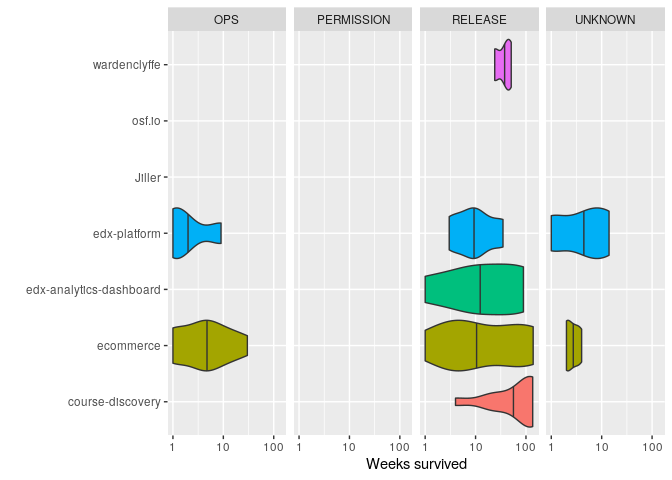 OPS PERMISSION RELEASE UNKNOWN
wardenclyffe
osf.io
Jiller
edx-platform
edx-analytics-dashboard
ecommerce
course-discovery
1 10 100 1 10 100 1 10 100 1 10 100
Weeks survived